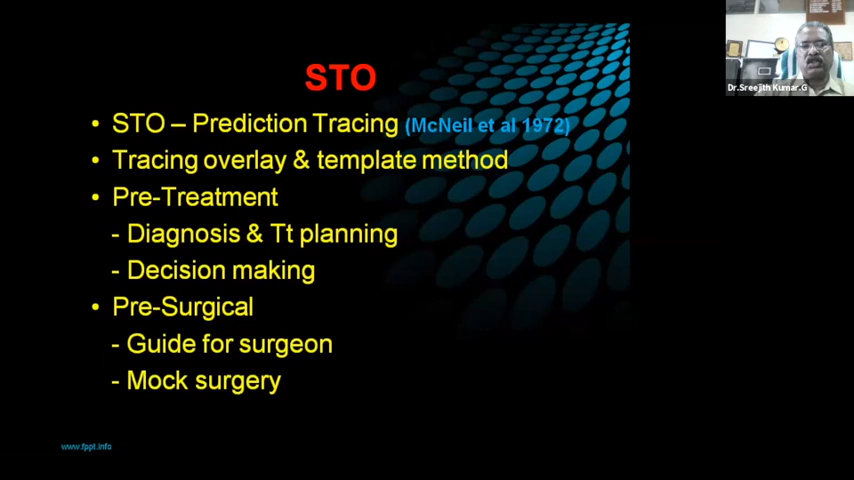 STO
• STO – Prediction Tracing (McNeil et al 1972)
• Tracing overlay & template method
• Pre-Treatment
- Diagnosis & Tt planning
- Decision making
• Pre-Surgical
- Guide for surgeon
- Mock surgery
www.fppt.info
Dr.Sreejith Kumar.G